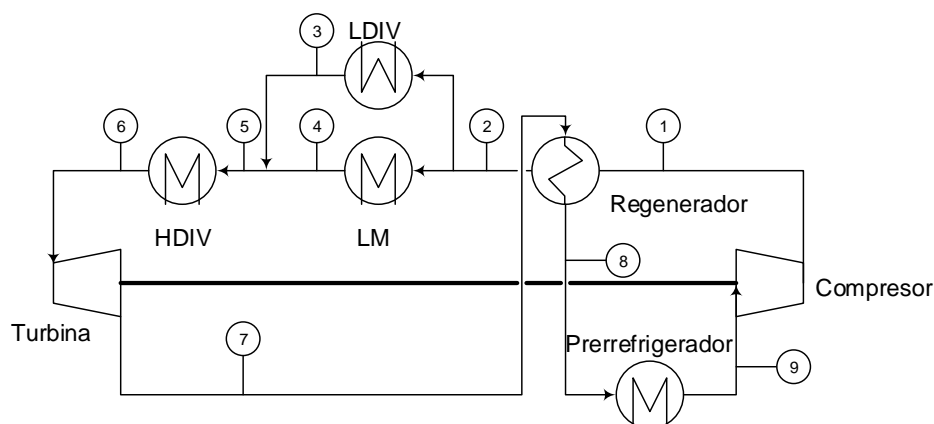 3
LDIV
6
5
4
2
1
Regenerador
HDIV
LM
8
Compresor
Turbina
7
Prerrefrigerador
9